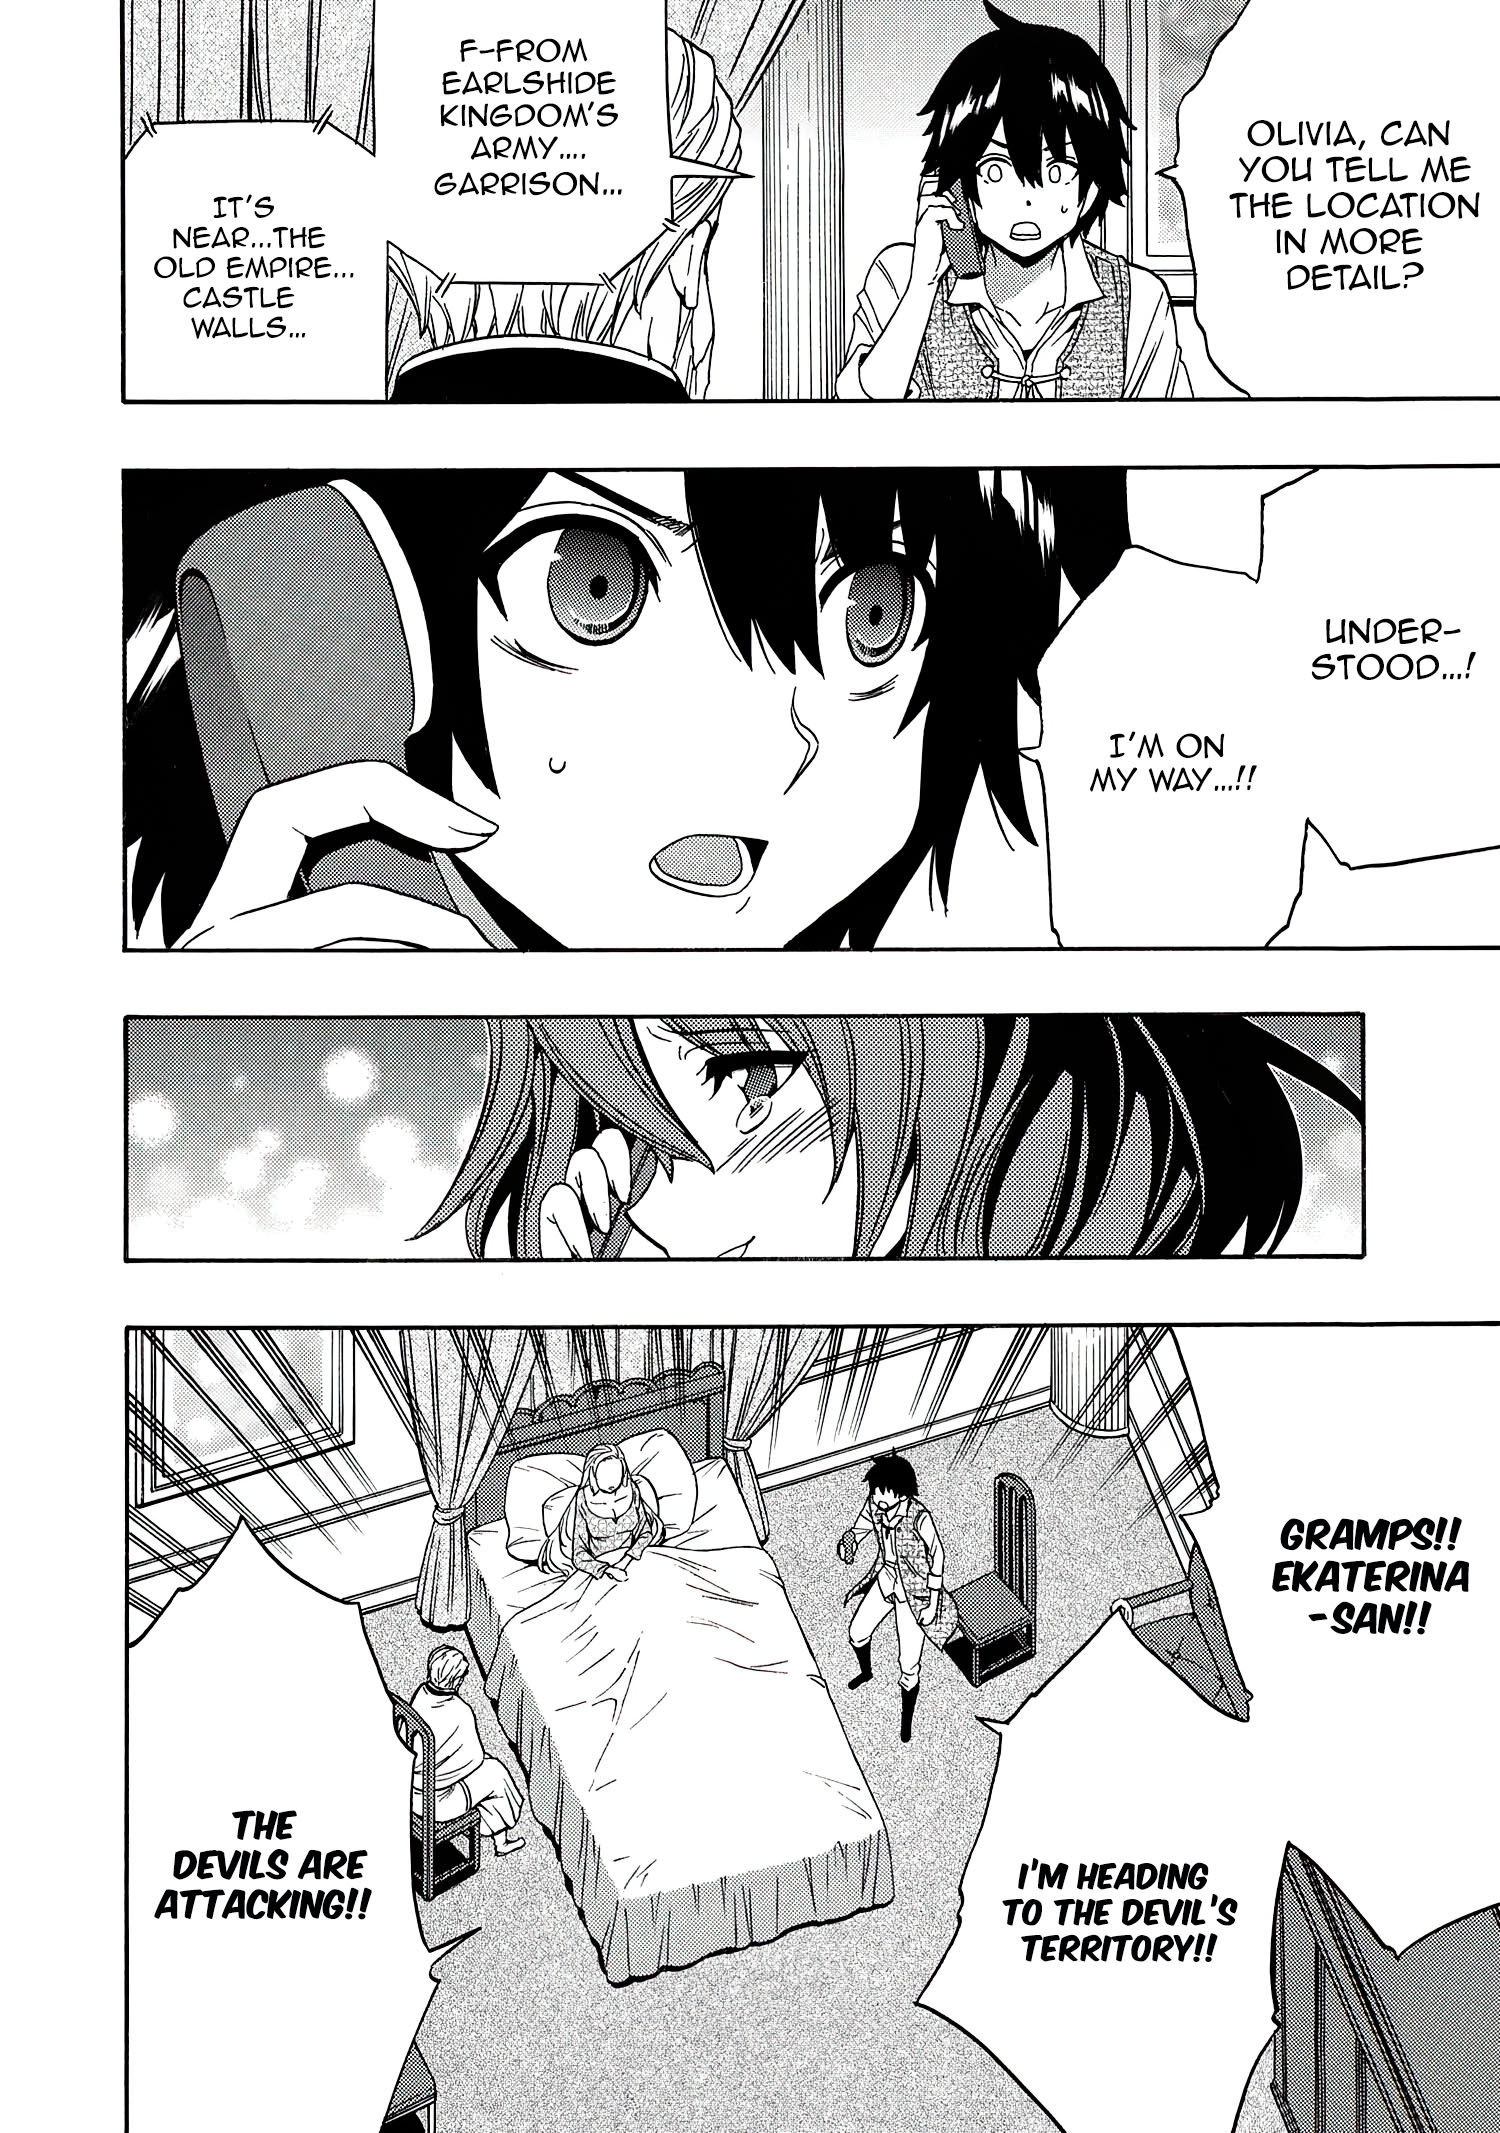 OLIVIA, CAN
YOU TELL ME
THE LOCATION
IN MORE
DETAIL?
F-FROM
EARLSHIDE
KINGDOM'S
ARMY....
GARRISON...
IT'S
NEAR...THE
OLD EMPIRE...
CASTLE
WALLS...
UNDER-
STOOD...!
I'M ON
MY WAY...!!
GRAMPS!!
EKATERINA
-SAN!!
I'M HEADING
TO THE DEVIL'S
TERRITORY!!
THE
DEVILS ARE
ATTACKING!!